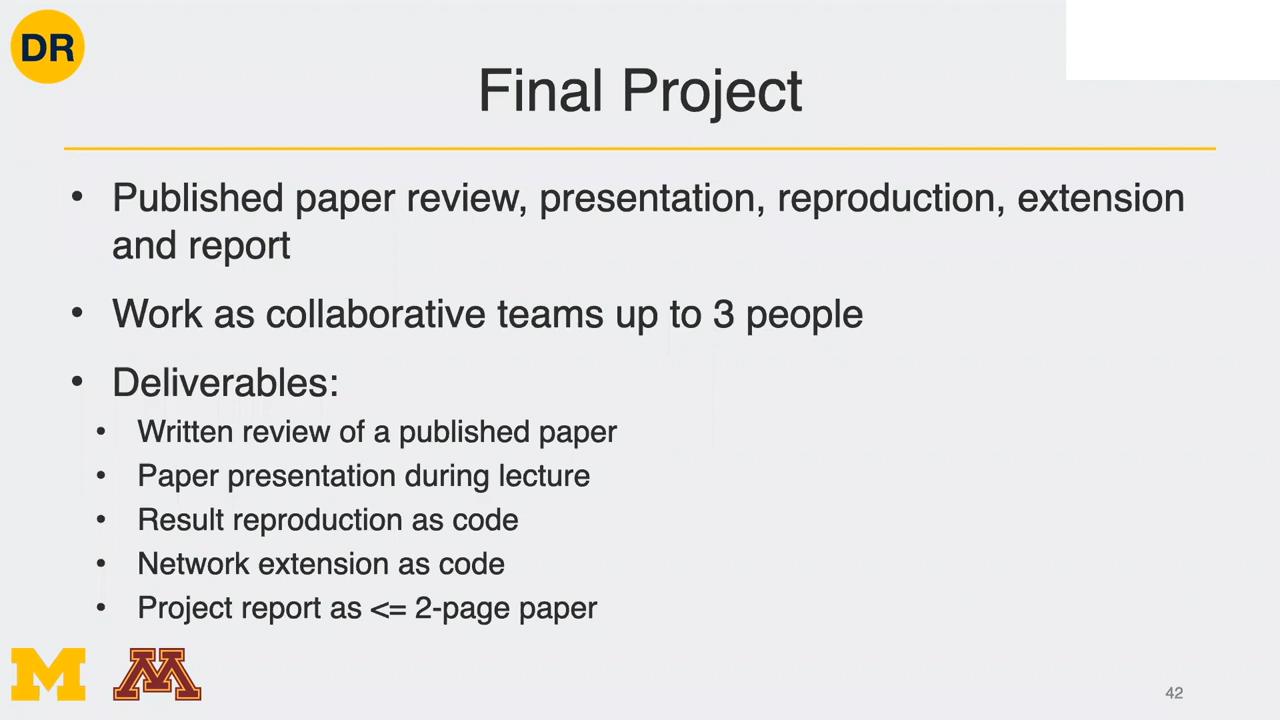 DR
Final Project
• Published paper review, presentation, reproduction, extension
and report
• Work as collaborative teams up to 3 people
• Deliverables:
• Written review of a published paper
• Paper presentation during lecture
• Result reproduction as code
• Network extension as code
• Project report as <= 2-page paper
M M
42